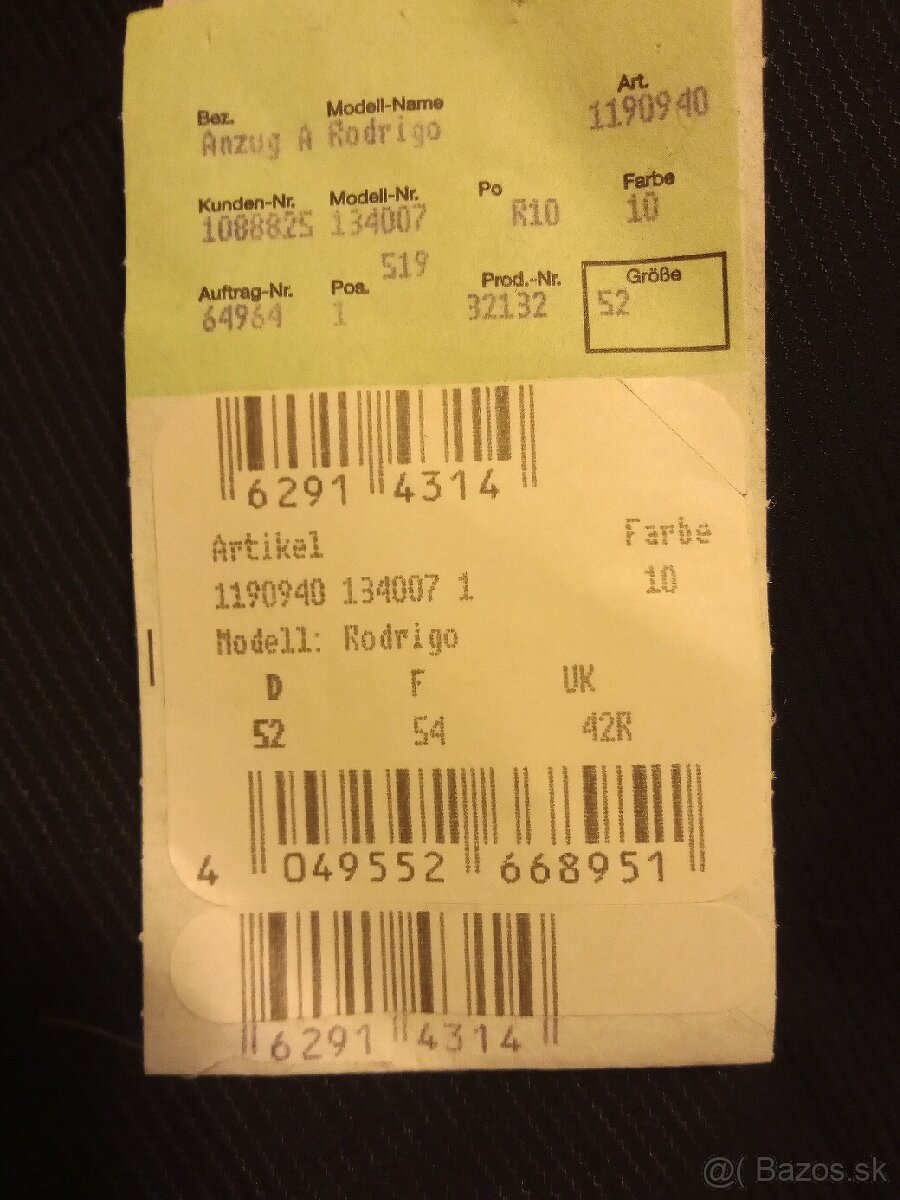 Bez. Modell-Name Art.
Anzug A Rodrigo 1190940
Kunden-Nr. Modell-Nr. Po Farbe
1088825 134007 R10 10
519
Auftrag-Nr. Pos. Prod.-Nr. Größe
64964 1 32132 52
6291 4314
Artikel Farbe
1190940 134007 1 10
Modell: Rodrigo
D F UK
52 54 42R
4 049552 668951
6291 4314
@( Bazos.sk